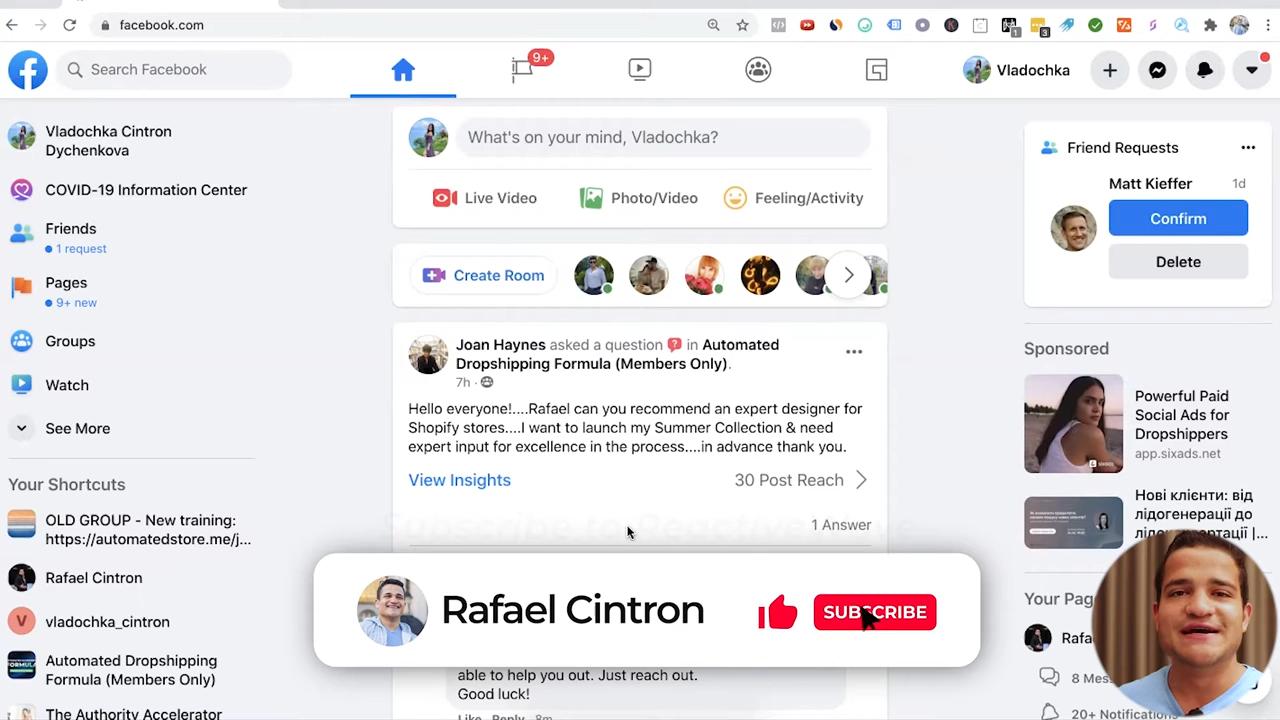 facebook.com
1
3
Search Facebook
9+
Vladochka
Vladochka Cintron
Dychenkova
COVID-19 Information Center
Friends
1 request
Pages
9+ new
Groups
Watch
See More
Your Shortcuts
OLD GROUP - New training:
https://automatedstore.me/j...
Rafael Cintron
V
vladochka_cintron
Automated Dropshipping
Formula (Members Only)
The Authority Accelerator
What's on your mind, Vladochka?
Live Video
Photo/Video
Feeling/Activity
Create Room
Joan Haynes asked a question in Automated
Dropshipping Formula (Members Only).
7h
Hello everyone!....Rafael can you recommend an expert designer for
Shopify stores....I want to launch my Summer Collection & need
expert input for excellence in the process....in advance thank you.
View Insights
30 Post Reach
1 Answer
Rafael Cintron
SUBSCRIBE
able to help you out. Just reach out.
Good luck!
Like · Reply · 8m
Friend Requests
Matt Kieffer 1d
Confirm
Delete
Sponsored
Powerful Paid
Social Ads for
Dropshippers
app.sixads.net
Нові клієнти: від
лідогенерації до
Your Pag
Rafa
8 Mes
20+ Notifications